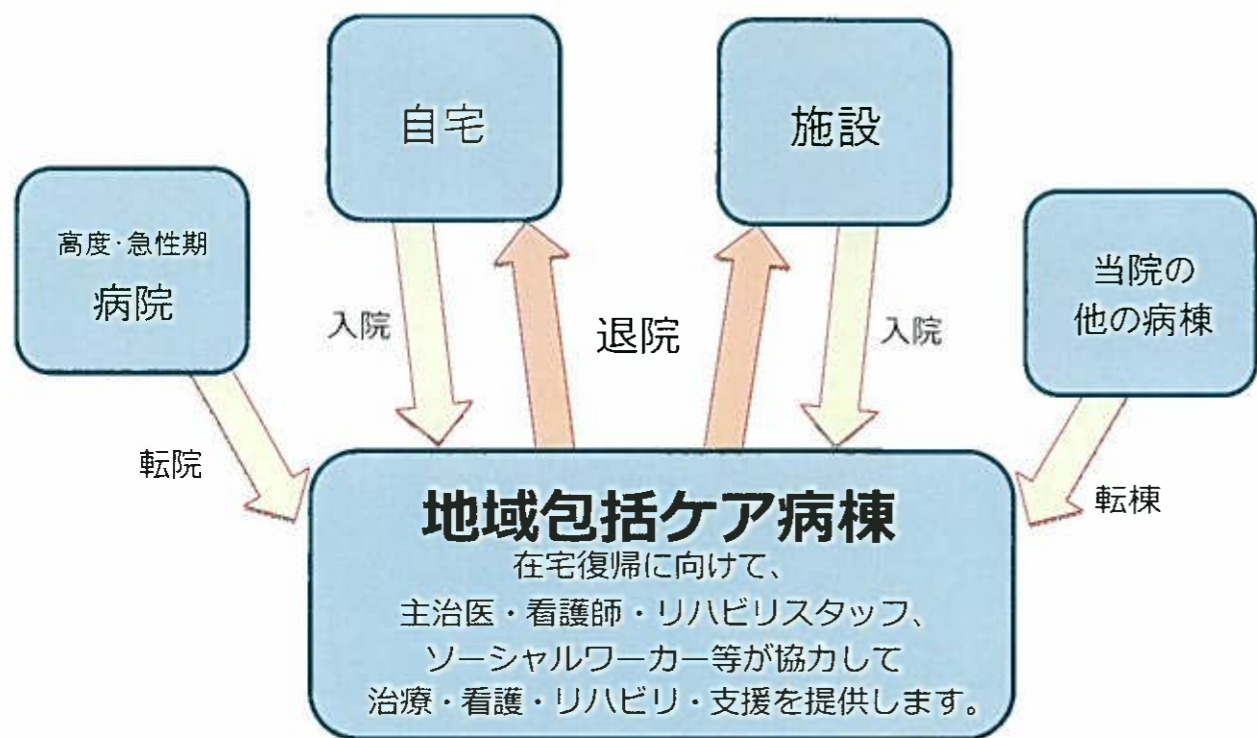 自宅
施設
高度・急性期
病院
当院の
他の病棟
入院
退院
入院
転院
転棟
地域包括ケア病棟
在宅復帰に向けて、
主治医・看護師・リハビリスタッフ、
ソーシャルワーカー等が協力して
治療・看護・リハビリ・支援を提供します。